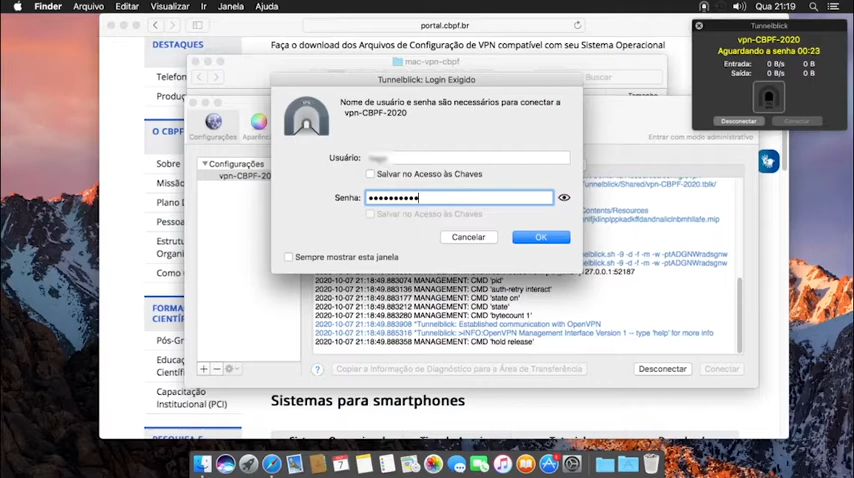 Finder Arquivo Editar Visualizar Ir Janela Ajuda
Qua 21:19
portal.cbpf.br
DESTAQUES
Faça o download dos Arquivos de Configuração de VPN compatível com seu Sistema Operacional
Telefon
Produç
O CBPF
Sobre
Missão
Plano D
Estrutu
Organi
Como
FORMA
CIENTÍF
Pós-Gr
Educaç
Científ
Capacitação
Institucional (PCI)
mac-vpn-cbpf
Buscar
Configurações
Aparência
Entrar com modo administrativo
Configurações
vpn-CBPF-20
Tunnelblick/Shared/vpn-CBPF-2020.tblk/
Contents/Resources
127.0.0.1:52187
2020-10-07 21:18:49.883074 MANAGEMENT: CMD 'pid'
2020-10-07 21:18:49.883136 MANAGEMENT: CMD 'auth-retry interact'
2020-10-07 21:18:49.883177 MANAGEMENT: CMD 'state on'
2020-10-07 21:18:49.883212 MANAGEMENT: CMD 'state'
2020-10-07 21:18:49.883246 MANAGEMENT: CMD 'bytecount 1'
2020-10-07 21:18:49.883908 *Tunnelblick: Established communication with OpenVPN
2020-10-07 21:18:49.885316 *Tunnelblick: >INFO:OpenVPN Management Interface Version 1 -- type 'help' for more info
2020-10-07 21:18:49.888358 MANAGEMENT: CMD 'hold release'
? Copiar a Informação de Diagnóstico para a Área de Transferência
Desconectar
Conectar
Tunnelblick: Login Exigido
Nome de usuário e senha são necessários para conectar a
vpn-CBPF-2020
Usuário:
Salvar no Acesso às Chaves
Senha:
Salvar no Acesso às Chaves
Cancelar
OK
Sempre mostrar esta janela
Tunnelblick
vpn-CBPF-2020
Aguardando a senha 00:23
Entrada: 0 B/s 0 B
Saída: 0 B/s 0 B
Desconectar
Conectar
Sistemas para smartphones